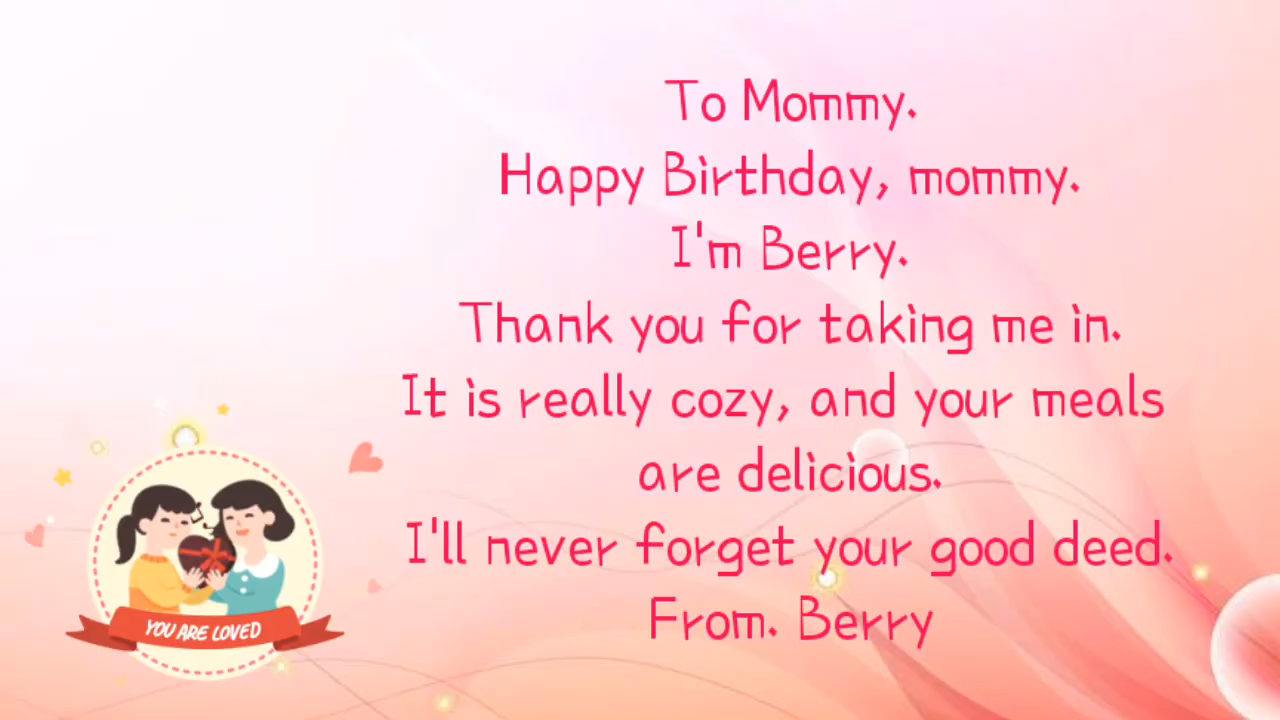 To Mommy.
Happy Birthday, mommy.
I'm Berry.
Thank you for taking me in.
It is really cozy, and your meals
are delicious.
I'll never forget your good deed.
From. Berry
YOU ARE LOVED